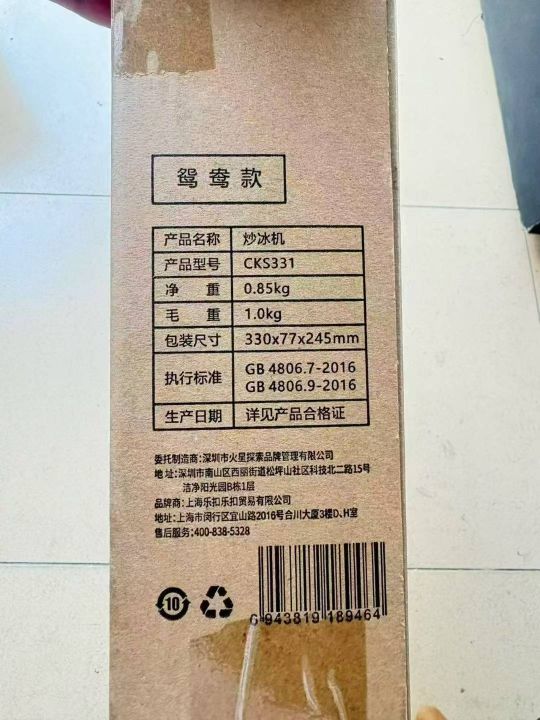 鸳鸯款
产品名称 炒冰机
产品型号 CKS331
净 重 0.85kg
毛 重 1.0kg
包装尺寸 330x77x245mm
执行标准 GB 4806.7-2016
GB 4806.9-2016
生产日期 详见产品合格证
委托制造商：深圳市火星探索品牌管理有限公司
地 址：深圳市南山区西丽街道松坪山社区科技北二路15号
洁净阳光园B栋1层
品牌商：上海乐扣乐扣贸易有限公司
地址：上海市闵行区宜山路2016号合川大厦3楼D、H室
售后服务：400-838-5328
10
6 943819 189464